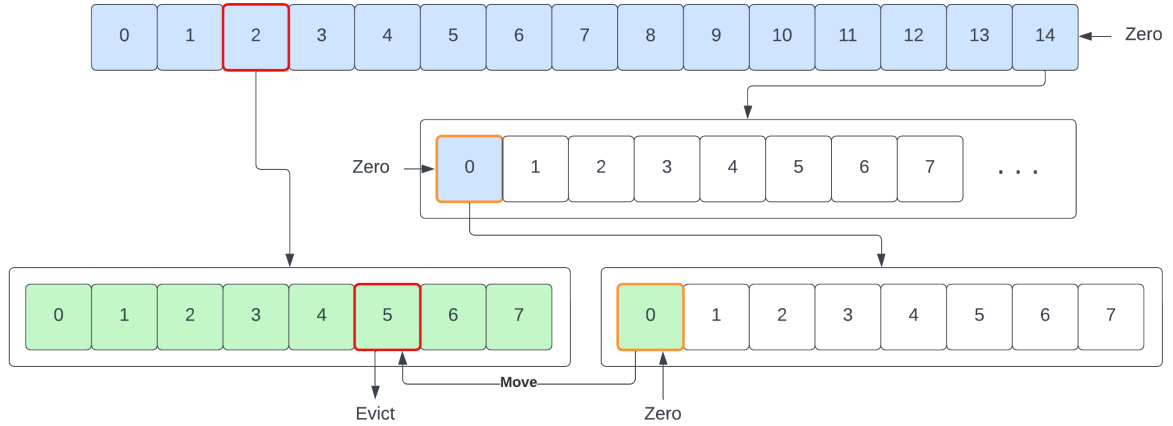 0 1 2 3 4 5 6 7 8 9 10 11 12 13 14 Zero
Zero 0 1 2 3 4 5 6 7 . . .
0 1 2 3 4 5 6 7
0 1 2 3 4 5 6 7
Move
Evict
Zero